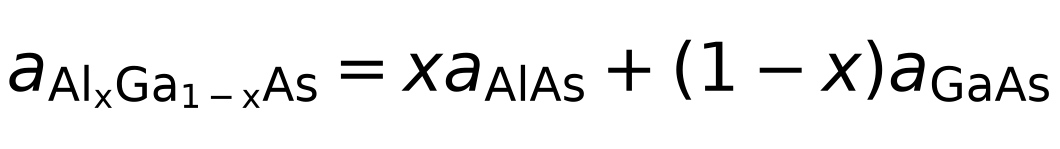 a_{Al_xGa_{1-x}As} = xa_{AlAs} + (1 − x)a_{GaAs}